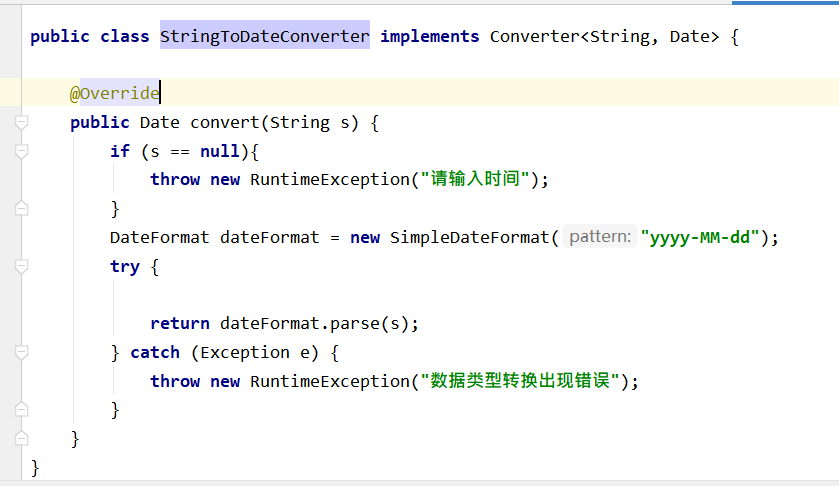 public class StringToDateConverter implements Converter<String, Date> {
@Override
public Date convert(String s) {
if (s == null){
throw new RuntimeException("请输入时间");
}
DateFormat dateFormat = new SimpleDateFormat( pattern: "yyyy-MM-dd");
try {
return dateFormat.parse(s);
} catch (Exception e) {
throw new RuntimeException("数据类型转换出现错误");
}
}
}